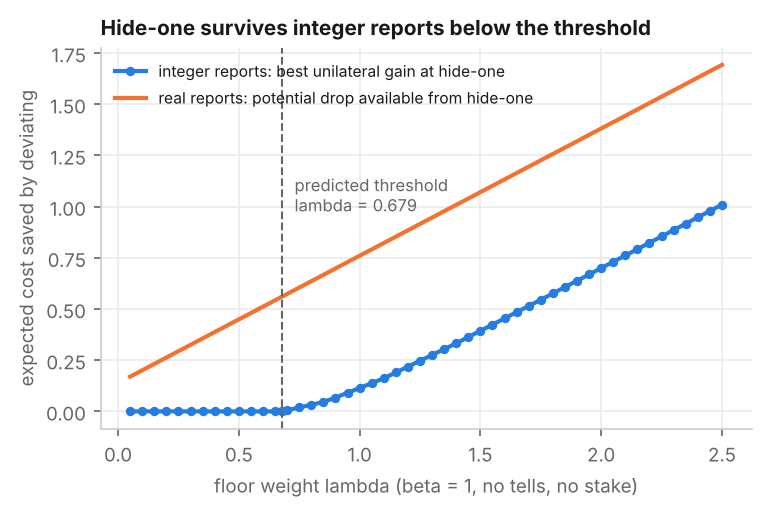 Hide-one survives integer reports below the threshold
expected cost saved by deviating
1.75
1.50
1.25
1.00
0.75
0.50
0.25
0.00
integer reports: best unilateral gain at hide-one
real reports: potential drop available from hide-one
predicted threshold
lambda = 0.679
0.0
0.5
1.0
1.5
2.0
2.5
floor weight lambda (beta = 1, no tells, no stake)